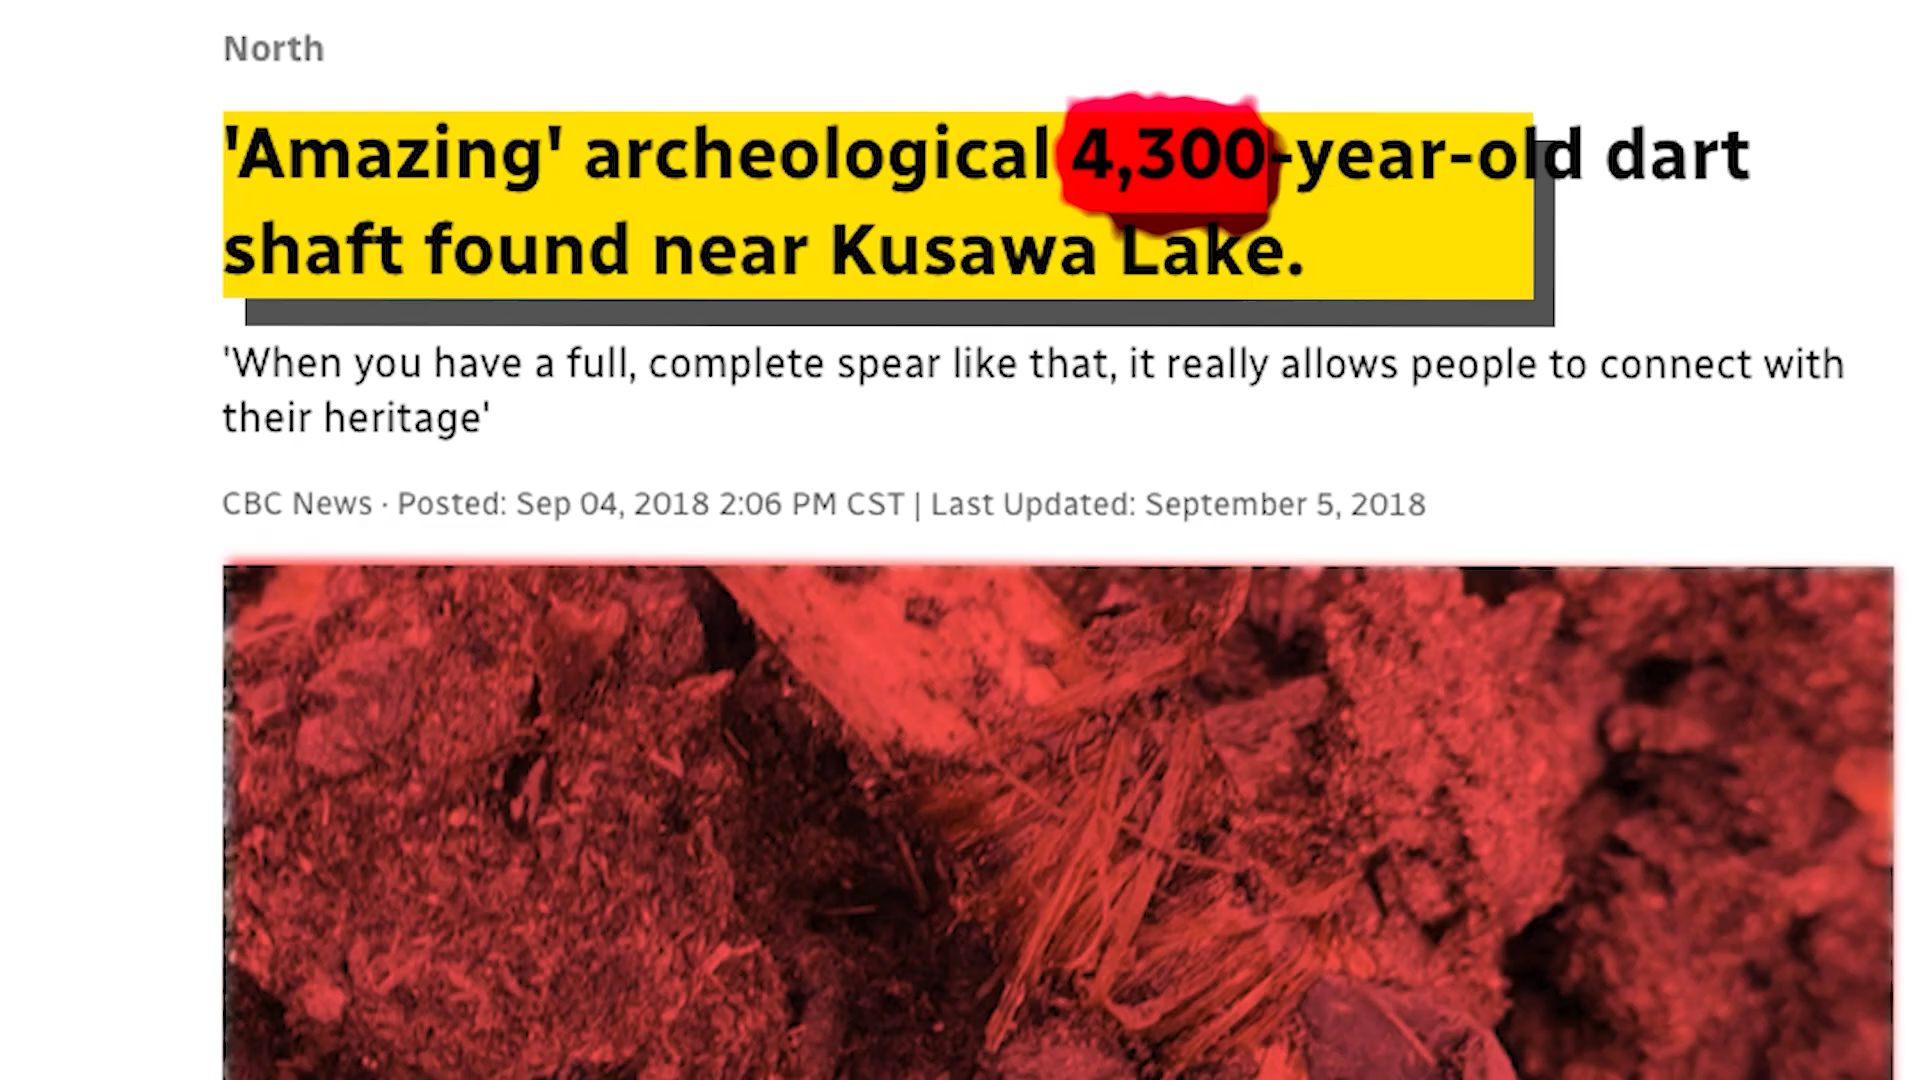 North
'Amazing' archeological 4,300-year-old dart
shaft found near Kusawa Lake.
'When you have a full, complete spear like that, it really allows people to connect with
their heritage'
CBC News · Posted: Sep 04, 2018 2:06 PM CST | Last Updated: September 5, 2018